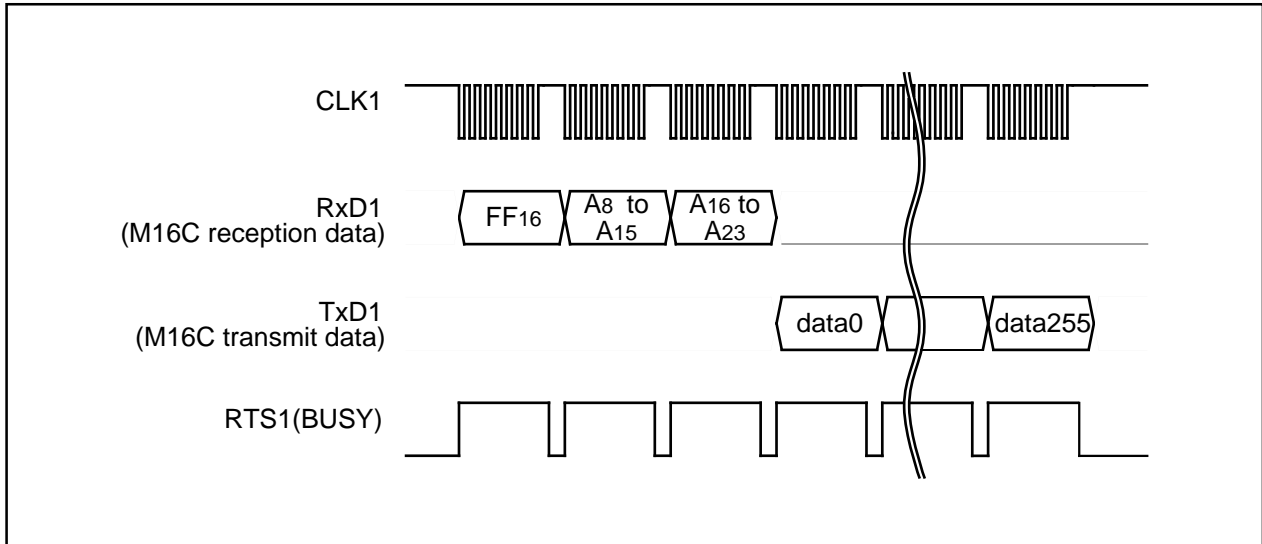 CLK1
RxD1
(M16C reception data)
FF16
A8 to
A15
A16 to
A23
TxD1
(M16C transmit data)
data0
data255
RTS1(BUSY)